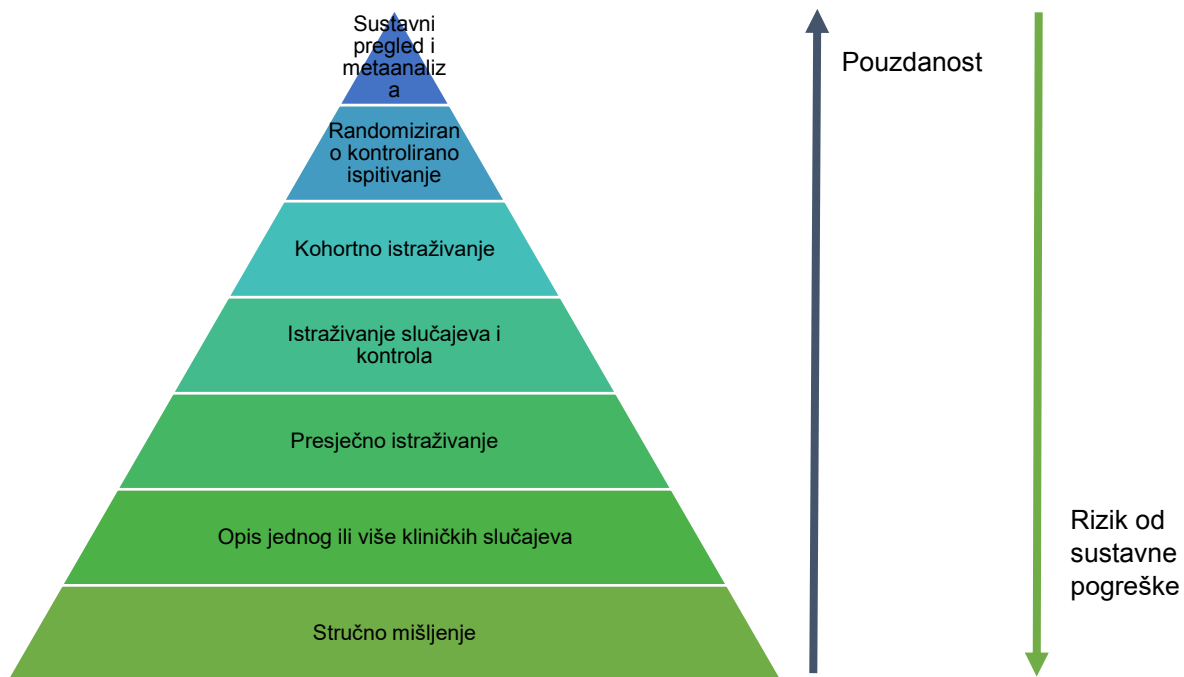 Sustavni
pregled i
metaanaliz
a
Randomiziran
o kontrolirano
ispitivanje
Kohortno istraživanje
Istraživanje slučajeva i
kontrola
Presječno istraživanje
Opis jednog ili više kliničkih slučajeva
Stručno mišljenje
Pouzdanost
Rizik od
sustavne
pogreške